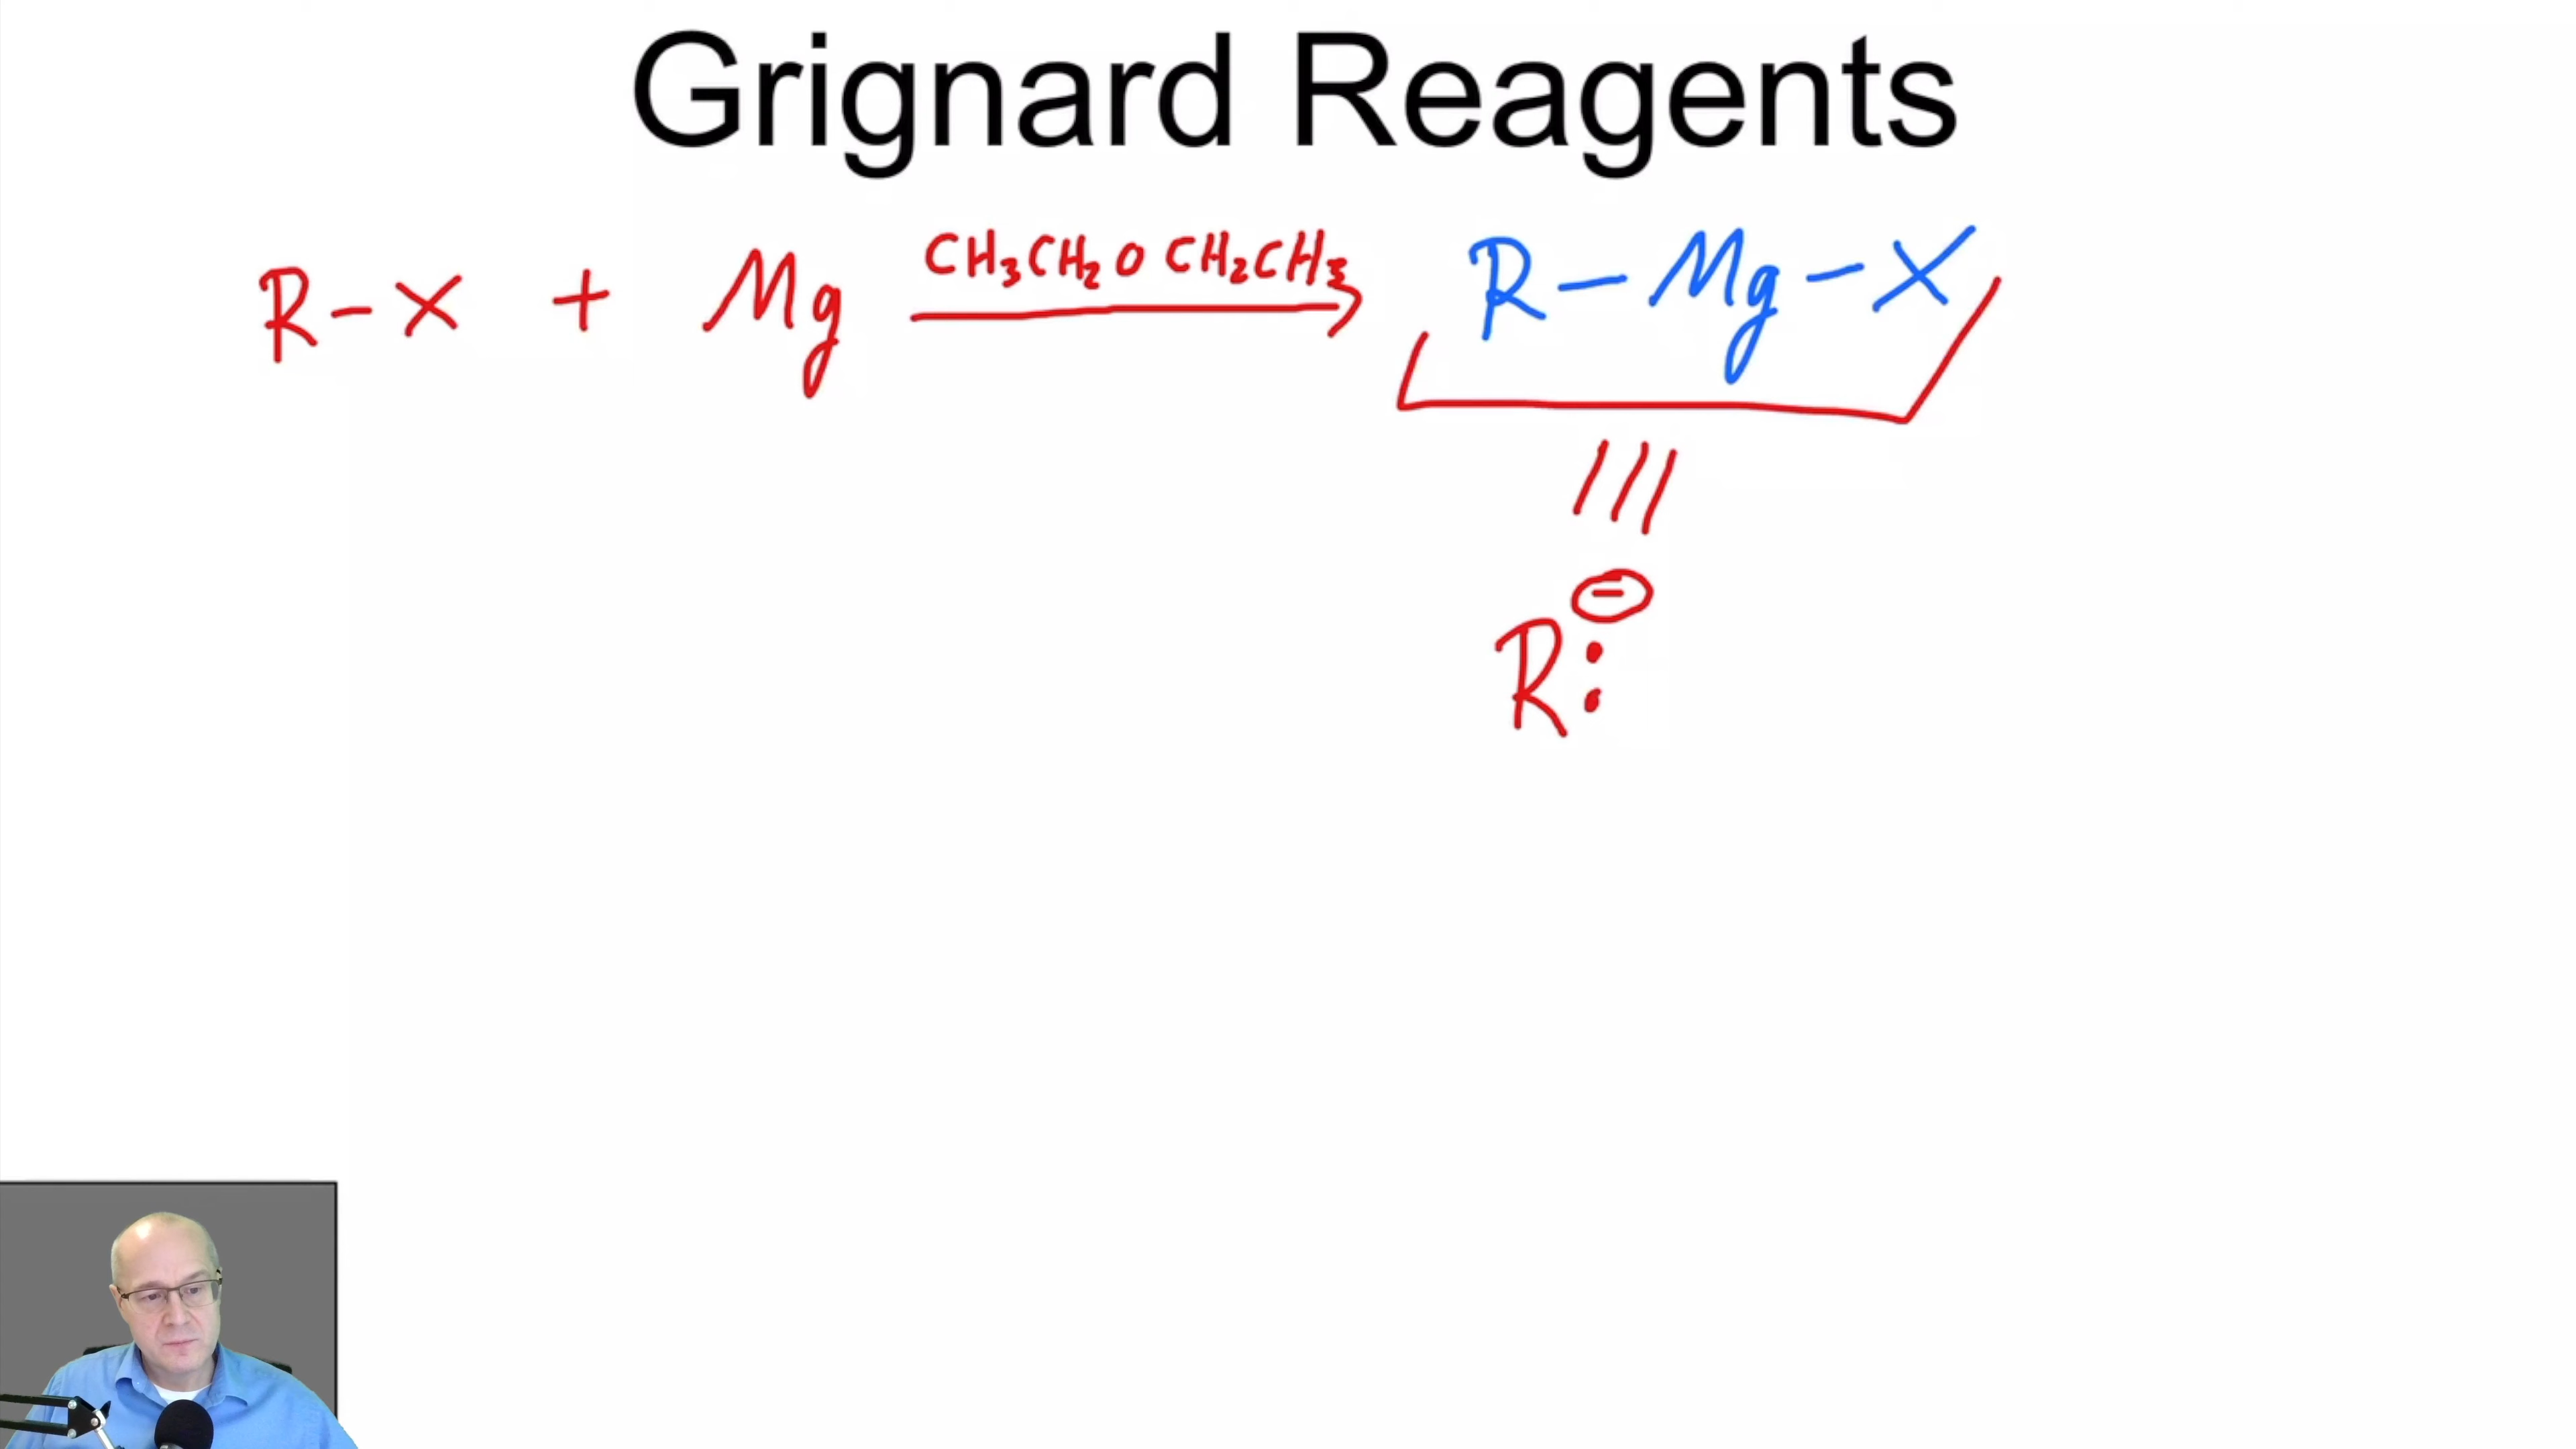 Grignard Reagents
R-X + Mg CH₃CH₂OCH₂CH₃ → R-Mg-X
≡
R:⊖